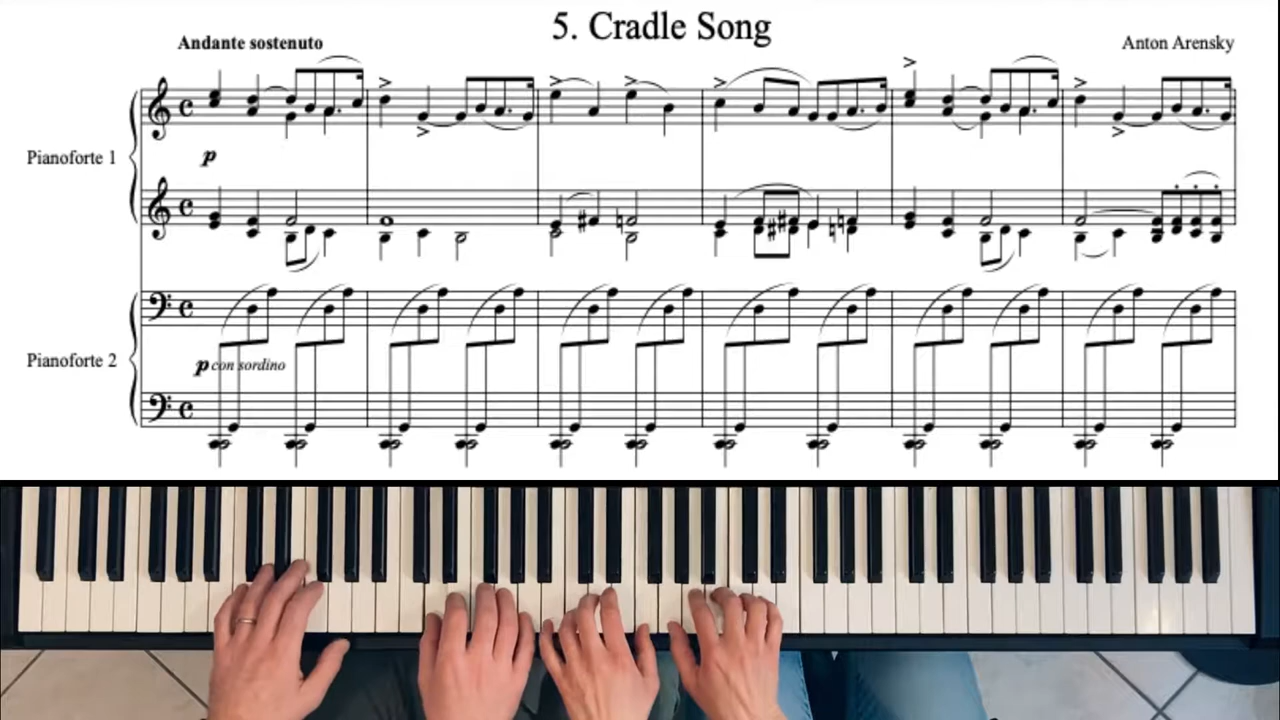 5. Cradle Song
Andante sostenuto
Anton Arensky
Pianoforte 1
p
Pianoforte 2
p con sordino